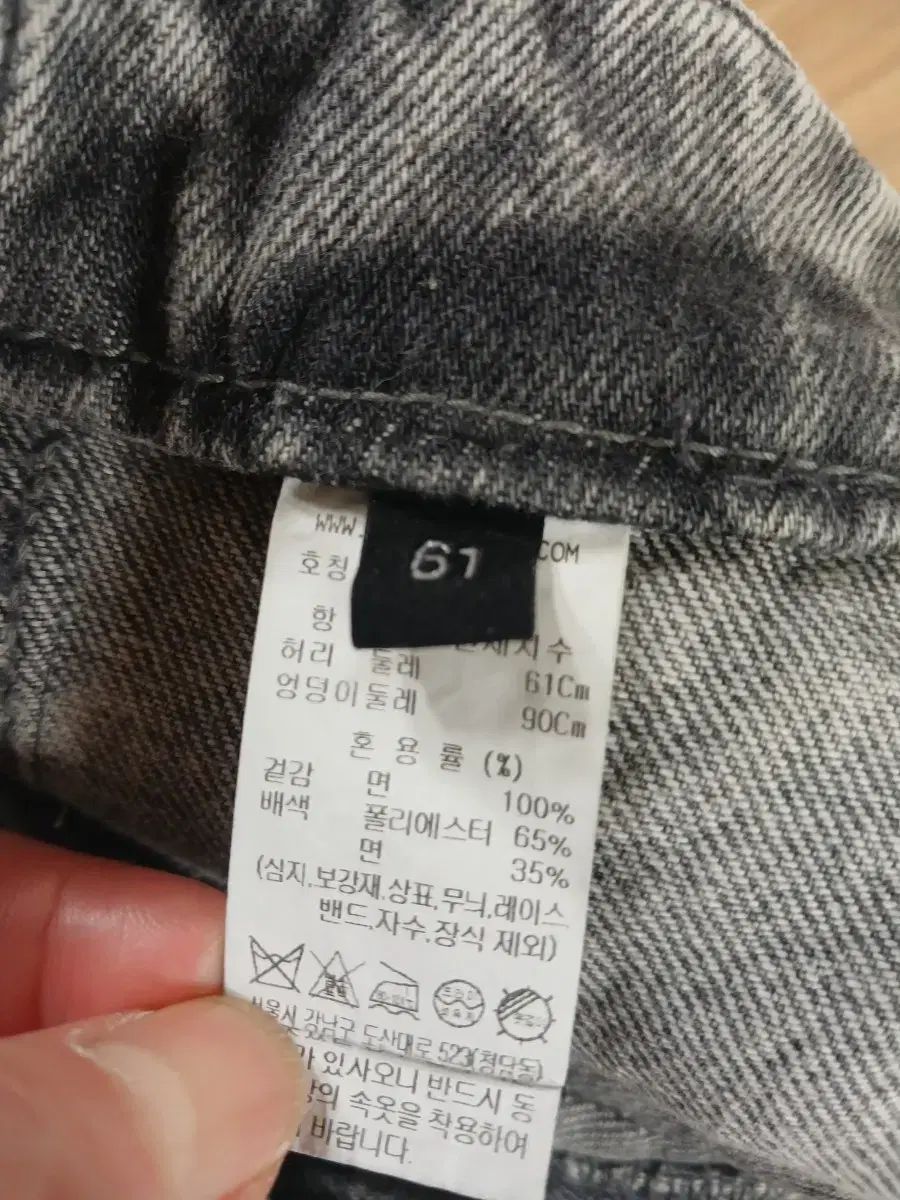 WWW. COM
61
호칭
항 신체치수
허리 둘레 61Cm
엉덩이둘레 90Cm
혼 용 률 (%)
겉감 면 100%
배색 폴리에스터 65%
면 35%
(심지.보강재.상표,무늬,레이스
밴드,자수,장식 제외)
서울시 강남구 도산대로 523(청담동)
있사오니 반드시 동
속옷을 착용하여
바랍니다.